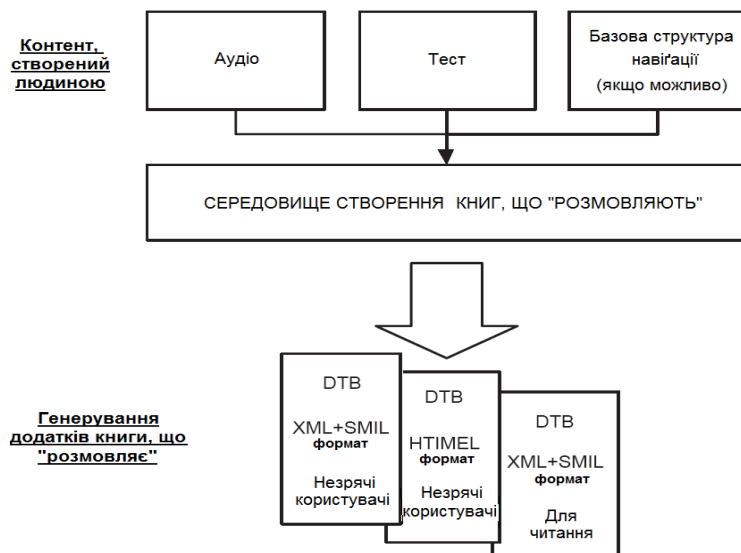 Контент,
створений
людиною
Аудіо
Тест
Базова структура
навіґації
(якщо можливо)
СЕРЕДОВИЩЕ СТВОРЕННЯ КНИГ, ЩО "РОЗМОВЛЯЮТЬ"
Генерування
додатків книги, що
"розмовляє"
DTB
XML+SMIL
формат
Незрячі
користувачі
DTB
HTIMEL
формат
Незрячі
користувачі
DTB
XML+SMIL
формат
Для
читання